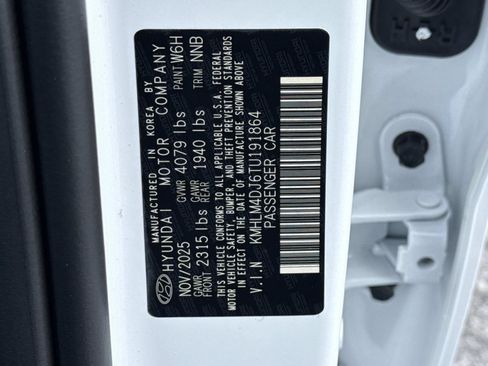 MANUFACTURED IN KOREA BY
HYUNDAI MOTOR COMPANY
NOV/2025 GVWR 4079 lbs PAINT W6H
GAWR FRONT 2315 lbs GAWR REAR 1940 lbs TRIM NNB
THIS VEHICLE CONFORMS TO ALL APPLICABLE U.S.A. FEDERAL
MOTOR VEHICLE SAFETY, BUMPER, AND THEFT PREVENTION STANDARDS
IN EFFECT ON THE DATE OF MANUFACTURE SHOWN ABOVE
V.I.N KMHLM4DJ6TU191864
PASSENGER CAR